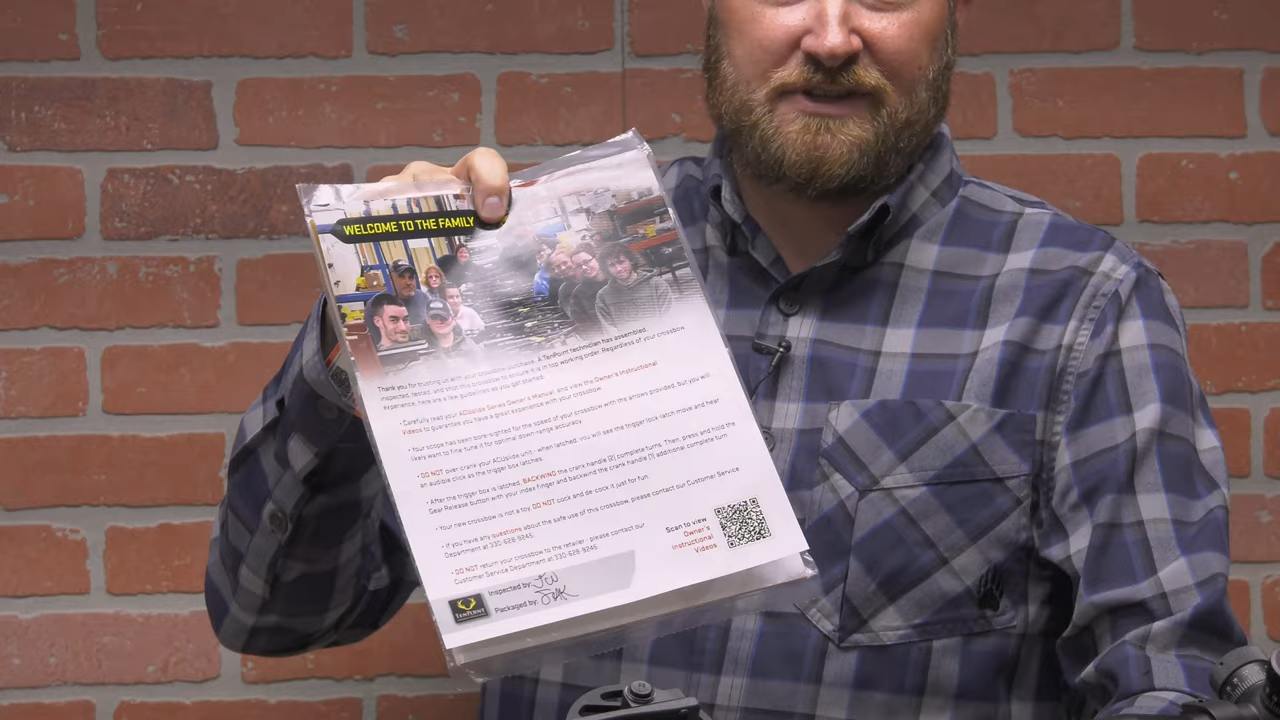 WELCOME TO THE FAMILY
Thank you for trusting us with your crossbow purchase. A TenPoint technician has assembled,
inspected, tested, and shot this crossbow to ensure it is in top working order. Regardless of your crossbow
experience, here are a few guidelines as you get started:
• Carefully read your ACUslide Series Owner's Manual and view the Owner's Instructional
Videos to guarantee you have a great experience with your crossbow.
• Your scope has been bore-sighted for the speed of your crossbow with the arrows provided, but you will
likely want to fine-tune it for optimal down-range accuracy.
• DO NOT over crank your ACUslide unit - when latched, you will see the trigger lock-latch move and hear
an audible click as the trigger box latches.
• After the trigger box is latched, BACKWIND the crank handle (2) complete turns. Then, press and hold the
Gear Release button with your index finger and backwind the crank handle (1) additional complete turn
• Your new crossbow is not a toy. DO NOT cock and de-cock it just for fun.
• If you have any questions about the safe use of this crossbow, please contact our Customer Service
Department at 330-628-9245.
• DO NOT return your crossbow to the retailer - please contact our
Customer Service Department at 330-628-9245.
Scan to view
Owner's
Instructional
Videos
Inspected by:
Packaged by:
TENPOINT